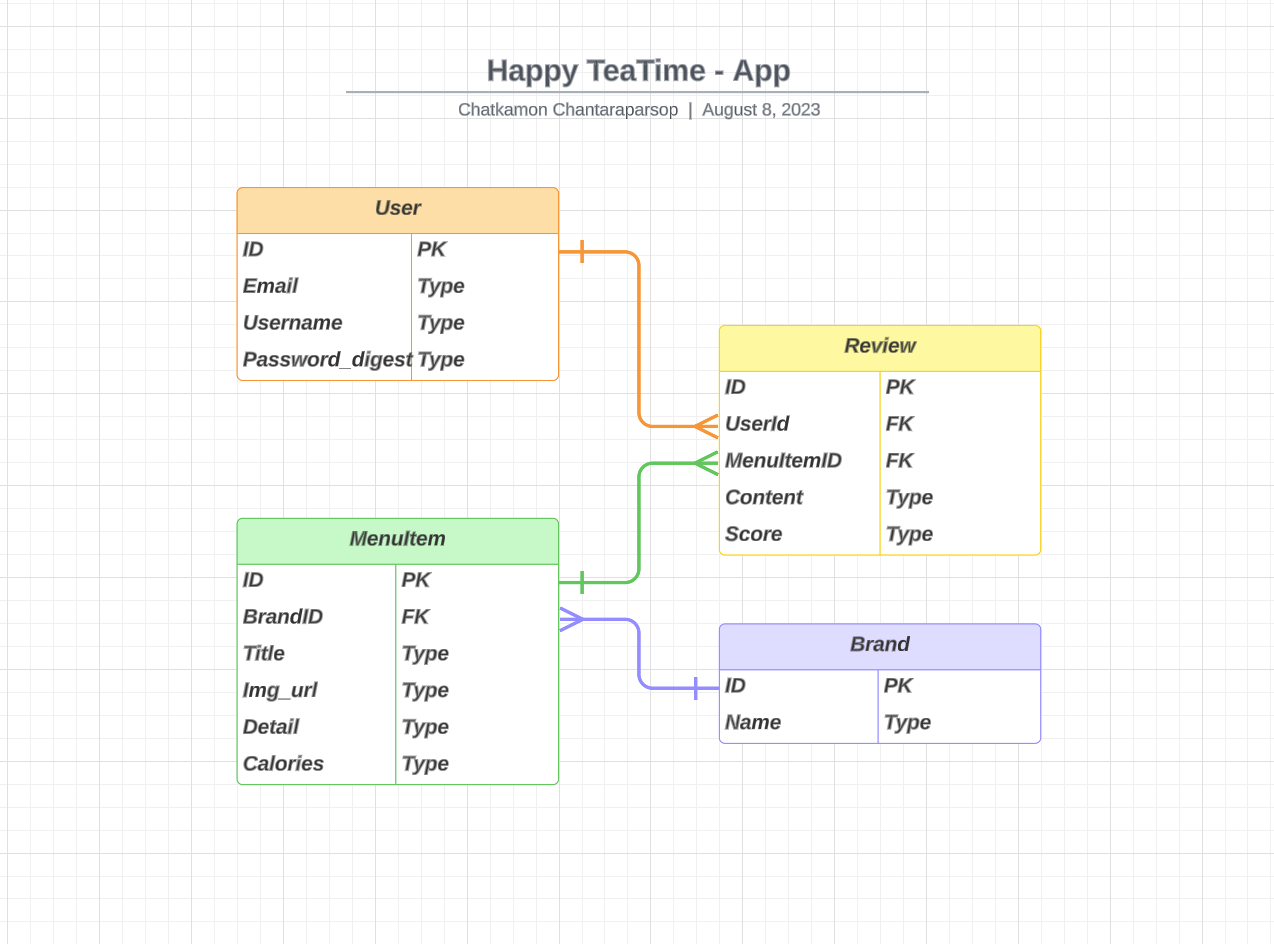 Happy TeaTime - App
Chatkamon Chantaraparsop | August 8, 2023
User
ID PK
Email Type
Username Type
Password_digest Type
Review
ID PK
UserId FK
MenuItemID FK
Content Type
Score Type
MenuItem
ID PK
BrandID FK
Title Type
Img_url Type
Detail Type
Calories Type
Brand
ID PK
Name Type